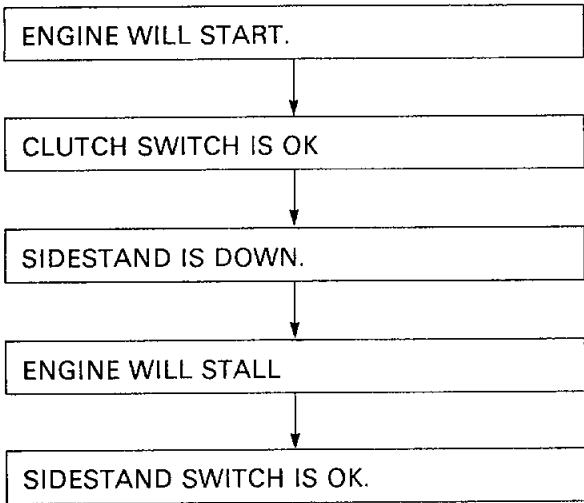 ENGINE WILL START.
CLUTCH SWITCH IS OK
SIDESTAND IS DOWN.
ENGINE WILL STALL
SIDESTAND SWITCH IS OK.